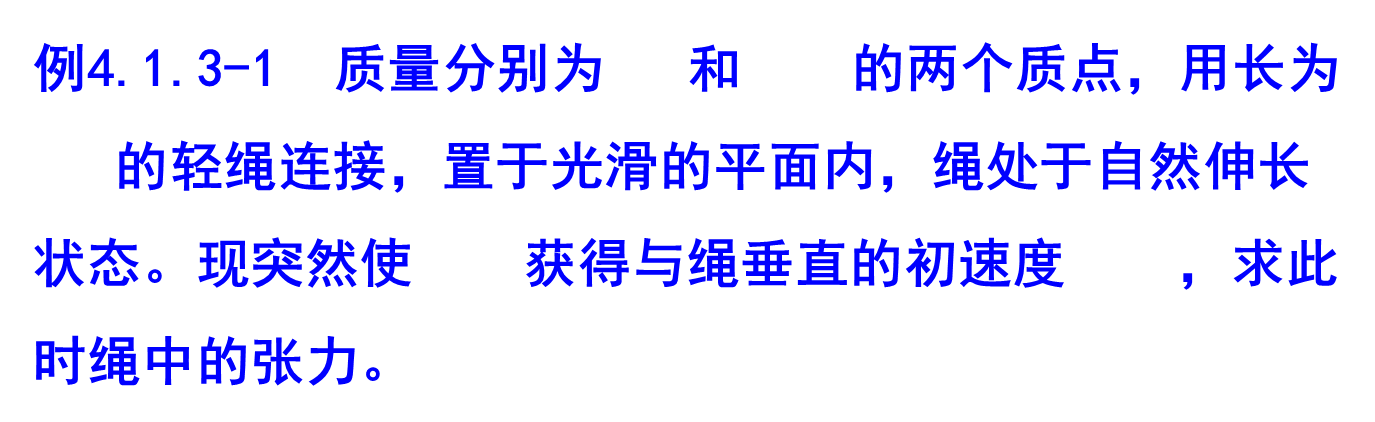 例4.1.3-1 质量分别为 和 的两个质点，用长为
的轻绳连接，置于光滑的平面内，绳处于自然伸长
状态。现突然使 获得与绳垂直的初速度 ，求此
时绳中的张力。